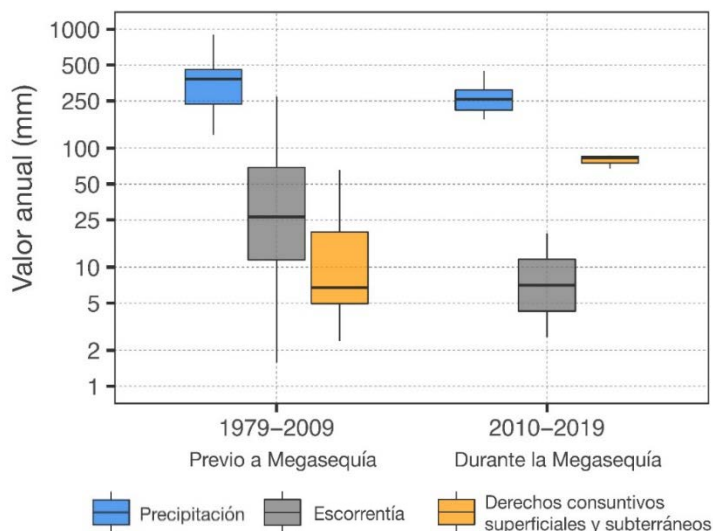 Valor anual (mm)
1000
500
250
100
50
25
10
5
2
1
1979–2009
Previo a Megasequía
2010–2019
Durante la Megasequía
Precipitación
Escorrentía
Derechos consuntivos
superficiales y subterráneos